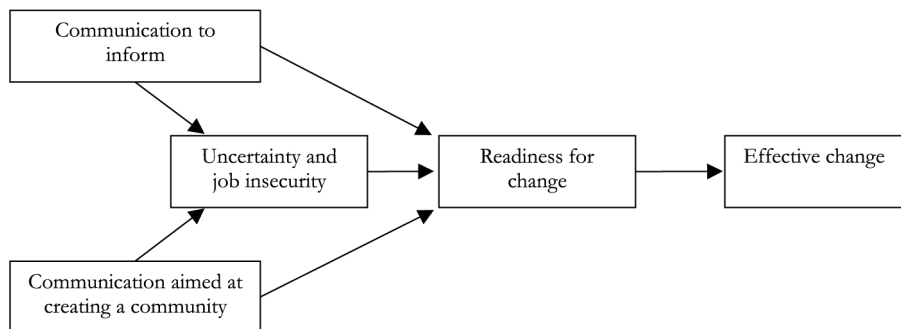 Communication to
inform
Uncertainty and
job insecurity
Readiness for
change
Effective change
Communication aimed at
creating a community